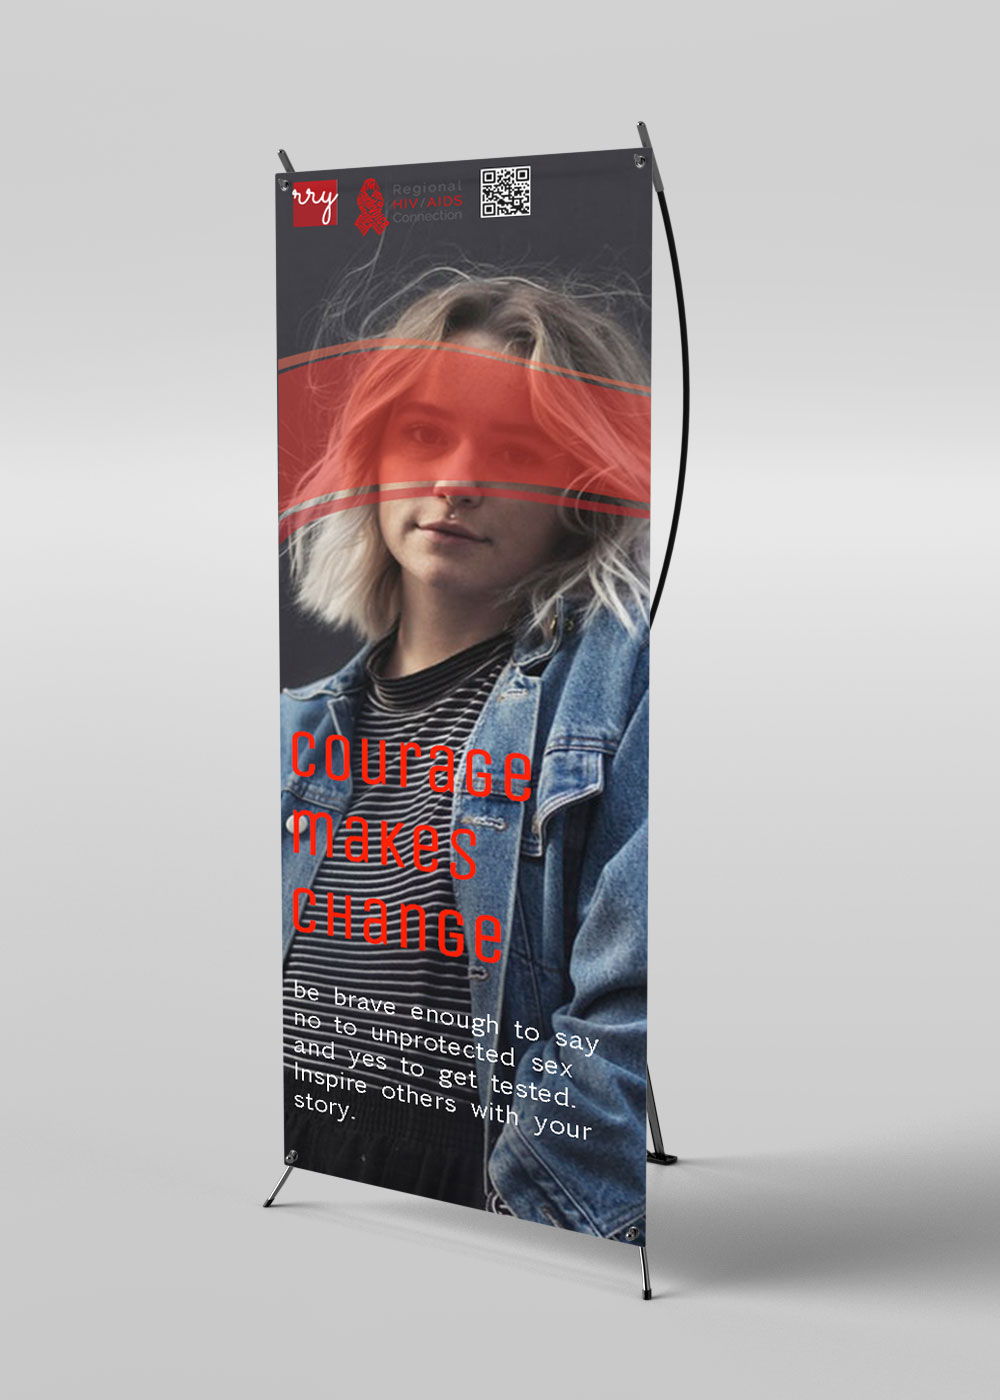 rry
Regional
HIV/AIDS
Connection
courage
makes
change
be brave enough to say
no to unprotected sex
and yes to get tested.
Inspire others with your
story.